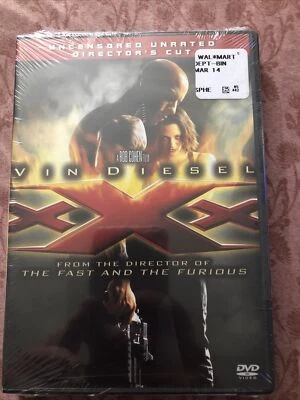 UNCENSORED UNRATED
DIRECTOR'S CUT
WAL★MART
DEPT-BIN
MAR 14
SPHE
A ROB COHEN FILM
VIN DIESEL
XXX
FROM THE DIRECTOR OF
THE FAST AND THE FURIOUS
DVD
VIDEO